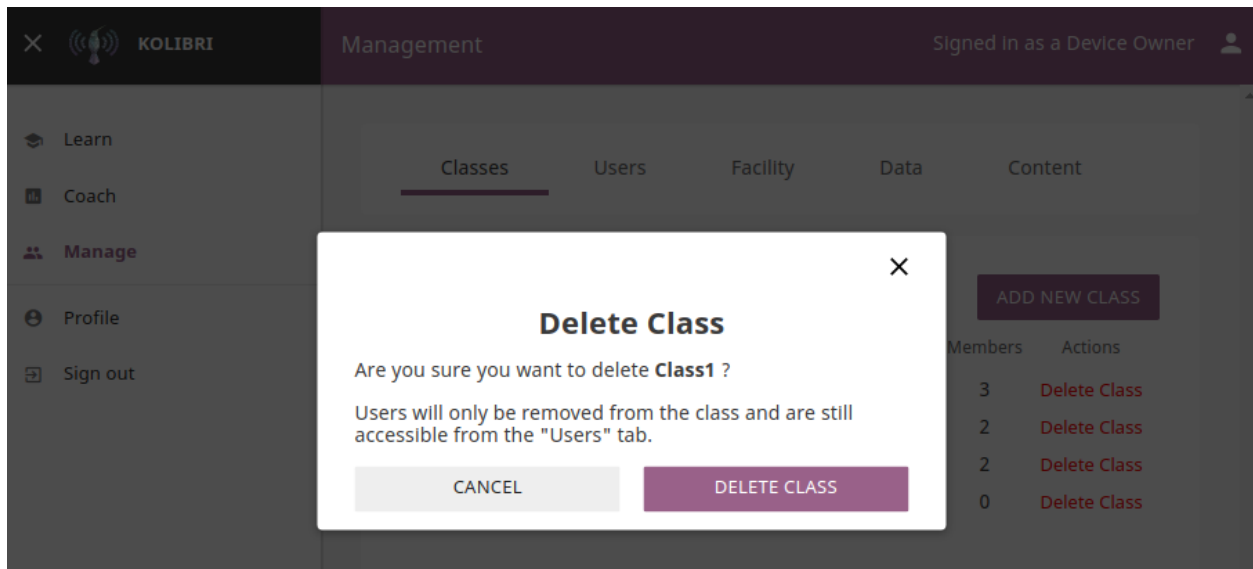 KOLIBRI
Management
Signed in as a Device Owner
Learn
Coach
Manage
Profile
Sign out
Classes Users Facility Data Content
ADD NEW CLASS
Members Actions
3 Delete Class
2 Delete Class
2 Delete Class
0 Delete Class
Delete Class
Are you sure you want to delete Class1 ?
Users will only be removed from the class and are still
accessible from the "Users" tab.
CANCEL DELETE CLASS